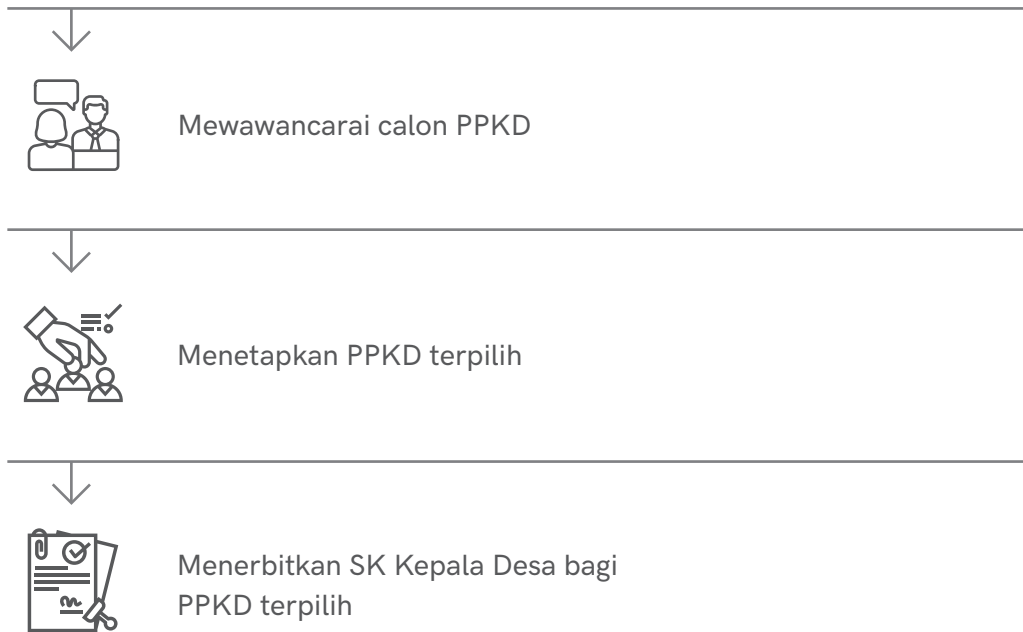 Mewawancarai calon PPKD
Menetapkan PPKD terpilih
Menerbitkan SK Kepala Desa bagi
PPKD terpilih